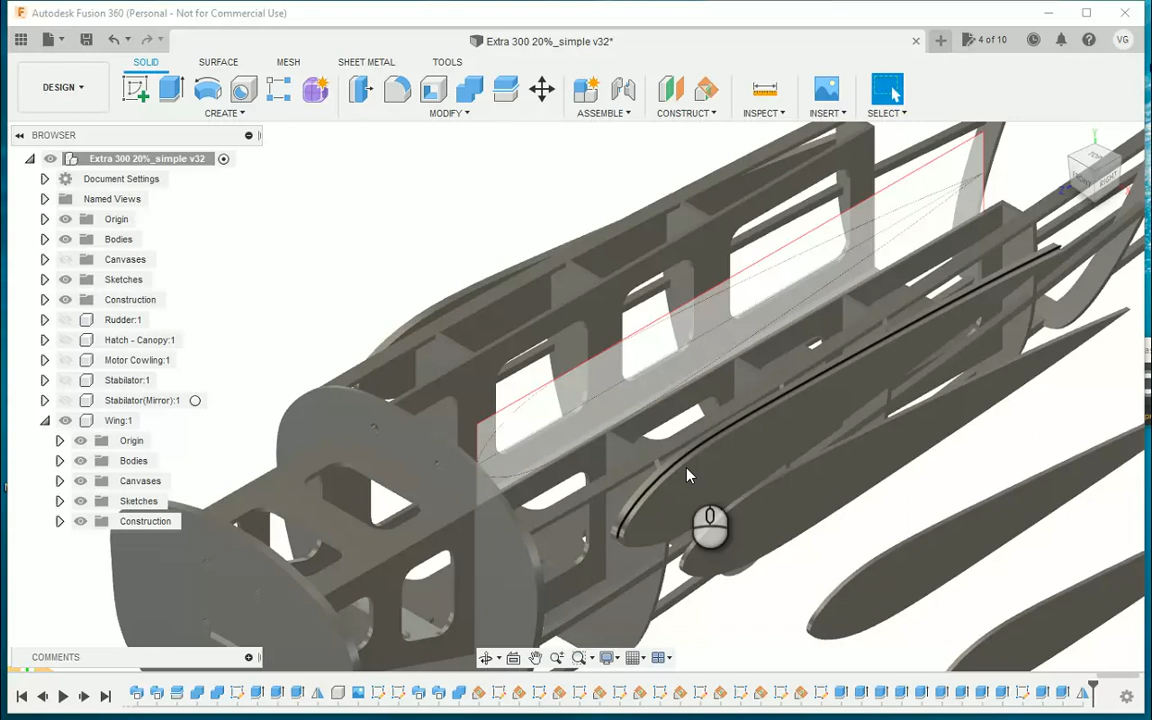 Autodesk Fusion 360 (Personal - Not for Commercial Use)
Extra 300 20%_simple v32*
4 of 10
VG
DESIGN
SOLID
SURFACE
MESH
SHEET METAL
TOOLS
CREATE
MODIFY
ASSEMBLE
CONSTRUCT
INSPECT
INSERT
SELECT
BROWSER
Extra 300 20%_simple v32
Document Settings
Named Views
Origin
Bodies
Canvases
Sketches
Construction
Rudder:1
Hatch - Canopy:1
Motor Cowling:1
Stabilator:1
Stabilator(Mirror):1
Wing:1
Origin
Bodies
Canvases
Sketches
Construction
TOP
FRONT
RIGHT
Y
Z
COMMENTS